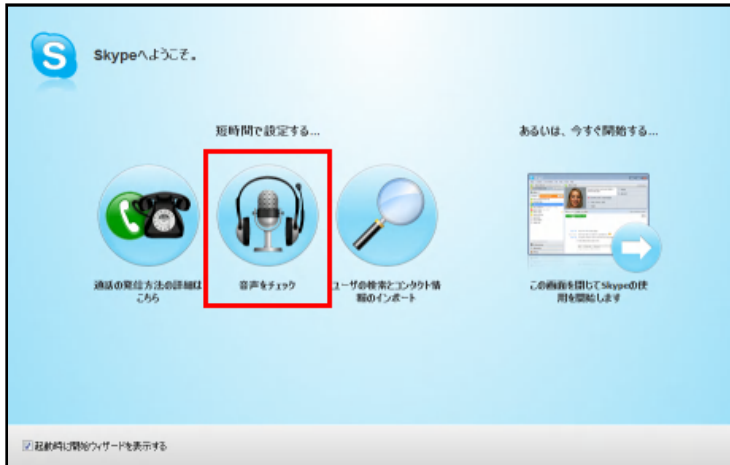 Skypeへようこそ。
短時間で設定する...
あるいは、今すぐ開始する...
通話の発信方法の詳細は
こちら
音声をチェック
ユーザの検索とコンタクト情
報のインポート
この画面を閉じてSkypeの使
用を開始します
起動時に開始ウィザードを表示する